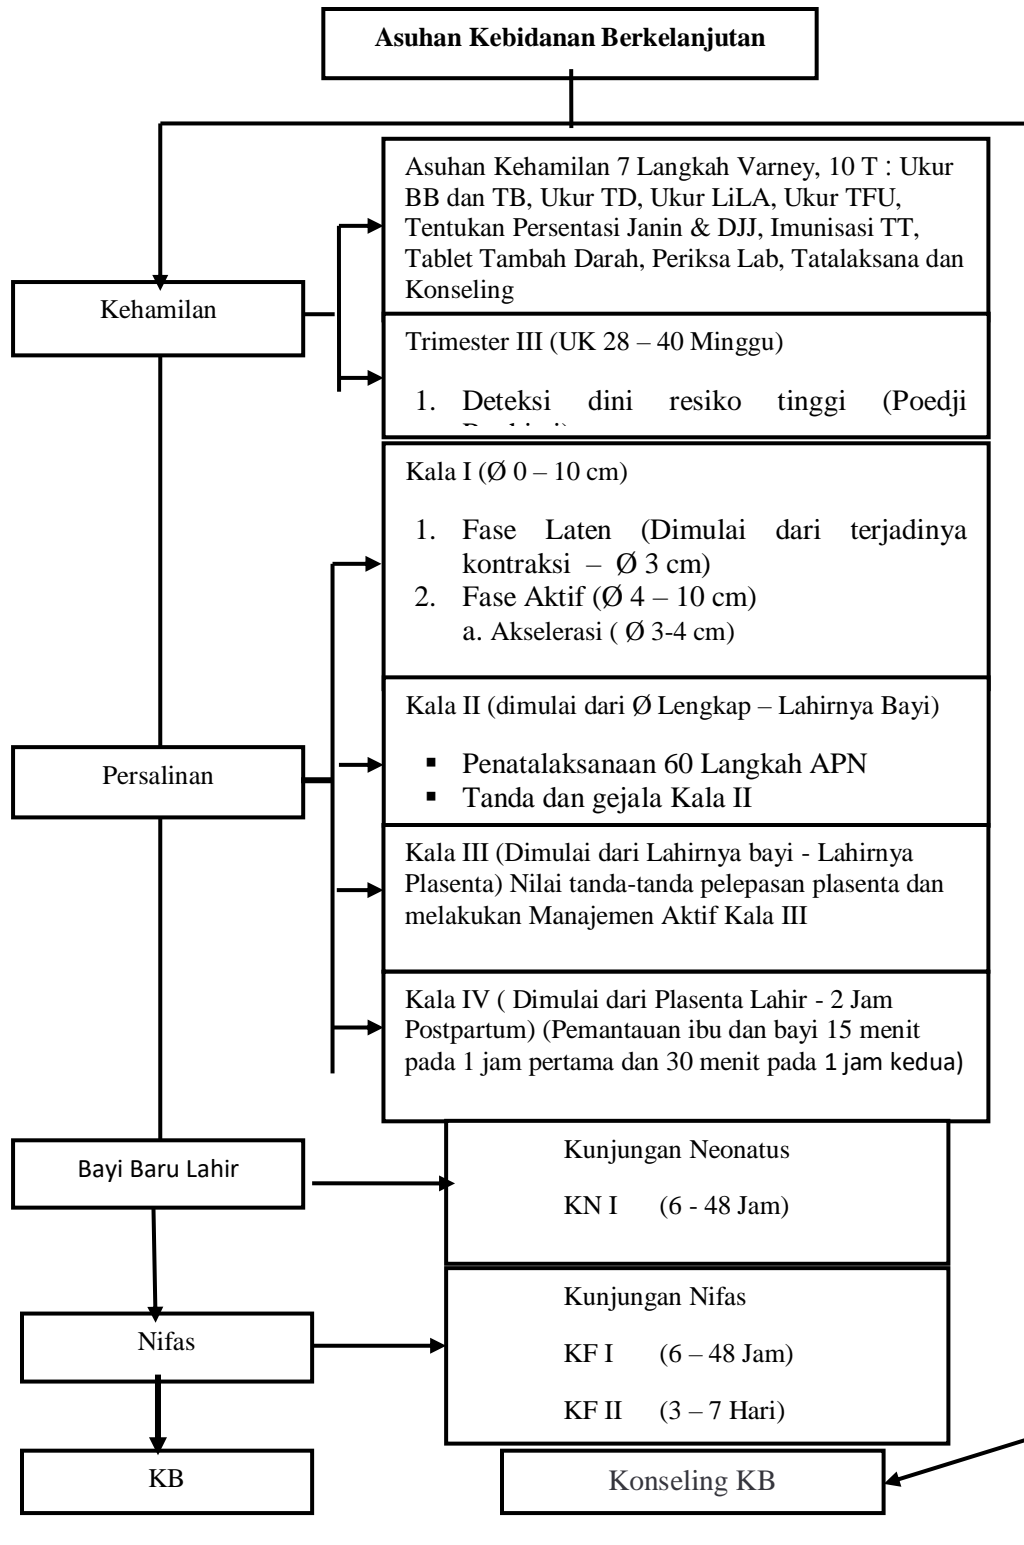 Asuhan Kebidanan Berkelanjutan
Asuhan Kehamilan 7 Langkah Varney, 10 T : Ukur
BB dan TB, Ukur TD, Ukur LiLA, Ukur TFU,
Tentukan Persentasi Janin & DJJ, Imunisasi TT,
Tablet Tambah Darah, Periksa Lab, Tatalaksana dan
Konseling
Kehamilan
Trimester III (UK 28 – 40 Minggu)
1. Deteksi dini resiko tinggi (Poedji
Kala I (Ø 0 – 10 cm)
1. Fase Laten (Dimulai dari terjadinya
kontraksi – Ø 3 cm)
2. Fase Aktif (Ø 4 – 10 cm)
a. Akselerasi ( Ø 3-4 cm)
Kala II (dimulai dari Ø Lengkap – Lahirnya Bayi)
▪ Penatalaksanaan 60 Langkah APN
▪ Tanda dan gejala Kala II
Persalinan
Kala III (Dimulai dari Lahirnya bayi - Lahirnya
Plasenta) Nilai tanda-tanda pelepasan plasenta dan
melakukan Manajemen Aktif Kala III
Kala IV ( Dimulai dari Plasenta Lahir - 2 Jam
Postpartum) (Pemantauan ibu dan bayi 15 menit
pada 1 jam pertama dan 30 menit pada 1 jam kedua)
Bayi Baru Lahir
Kunjungan Neonatus
KN I (6 - 48 Jam)
Nifas
Kunjungan Nifas
KF I (6 – 48 Jam)
KF II (3 – 7 Hari)
KB
Konseling KB